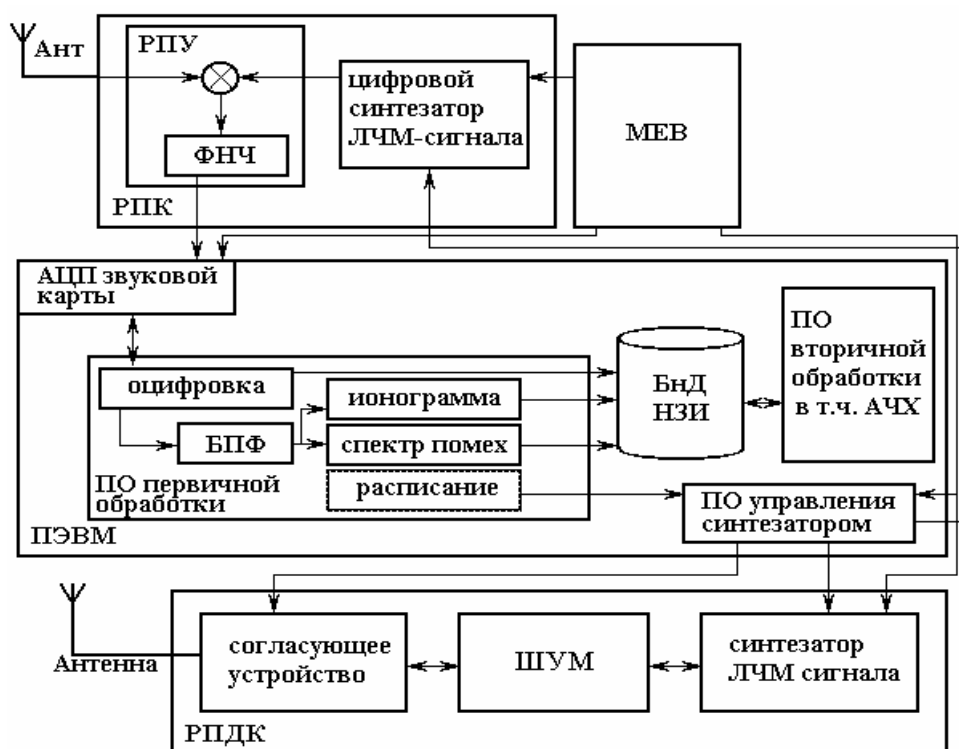 Ант
РПУ
ФНЧ
РПК
цифровой
синтезатор
ЛЧМ-сигнала
МЕВ
АЦП звуковой
карты
оцифровка
БПФ
ионограмма
спектр помех
расписание
ПО первичной
обработки
ПЭВМ
БнД
НЗИ
ПО
вторичной
обработки
в т.ч. АЧХ
ПО управления
синтезатором
Антенна
согласующее
устройство
ШУМ
синтезатор
ЛЧМ сигнала
РПДК